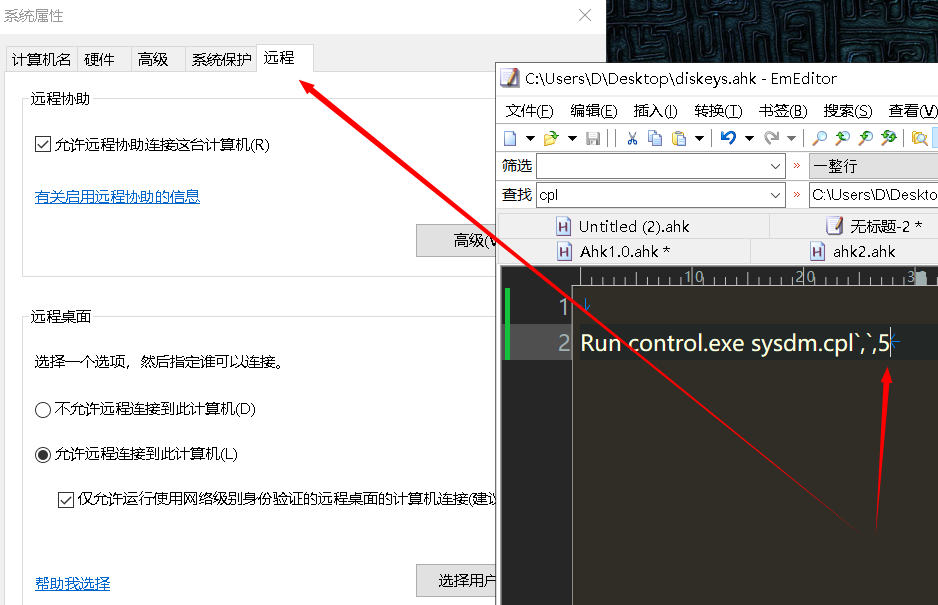 系统属性
计算机名 硬件 高级 系统保护 远程
远程协助
允许远程协助连接这台计算机(R)
有关启用远程协助的信息
高级(V
远程桌面
选择一个选项，然后指定谁可以连接。
不允许远程连接到此计算机(D)
允许远程连接到此计算机(L)
仅允许运行使用网络级别身份验证的远程桌面的计算机连接(建议
帮助我选择
选择用户
C:\Users\D\Desktop\diskeys.ahk - EmEditor
文件(F) 编辑(E) 插入(I) 转换(T) 书签(B) 搜索(S) 查看(V)
筛选 » 一整行
查找 cpl » C:\Users\D\Deskto
Untitled (2).ahk 无标题-2 *
Ahk1.0.ahk * ahk2.ahk
10 20 30
1
2 Run control.exe sysdm.cpl`,`,5